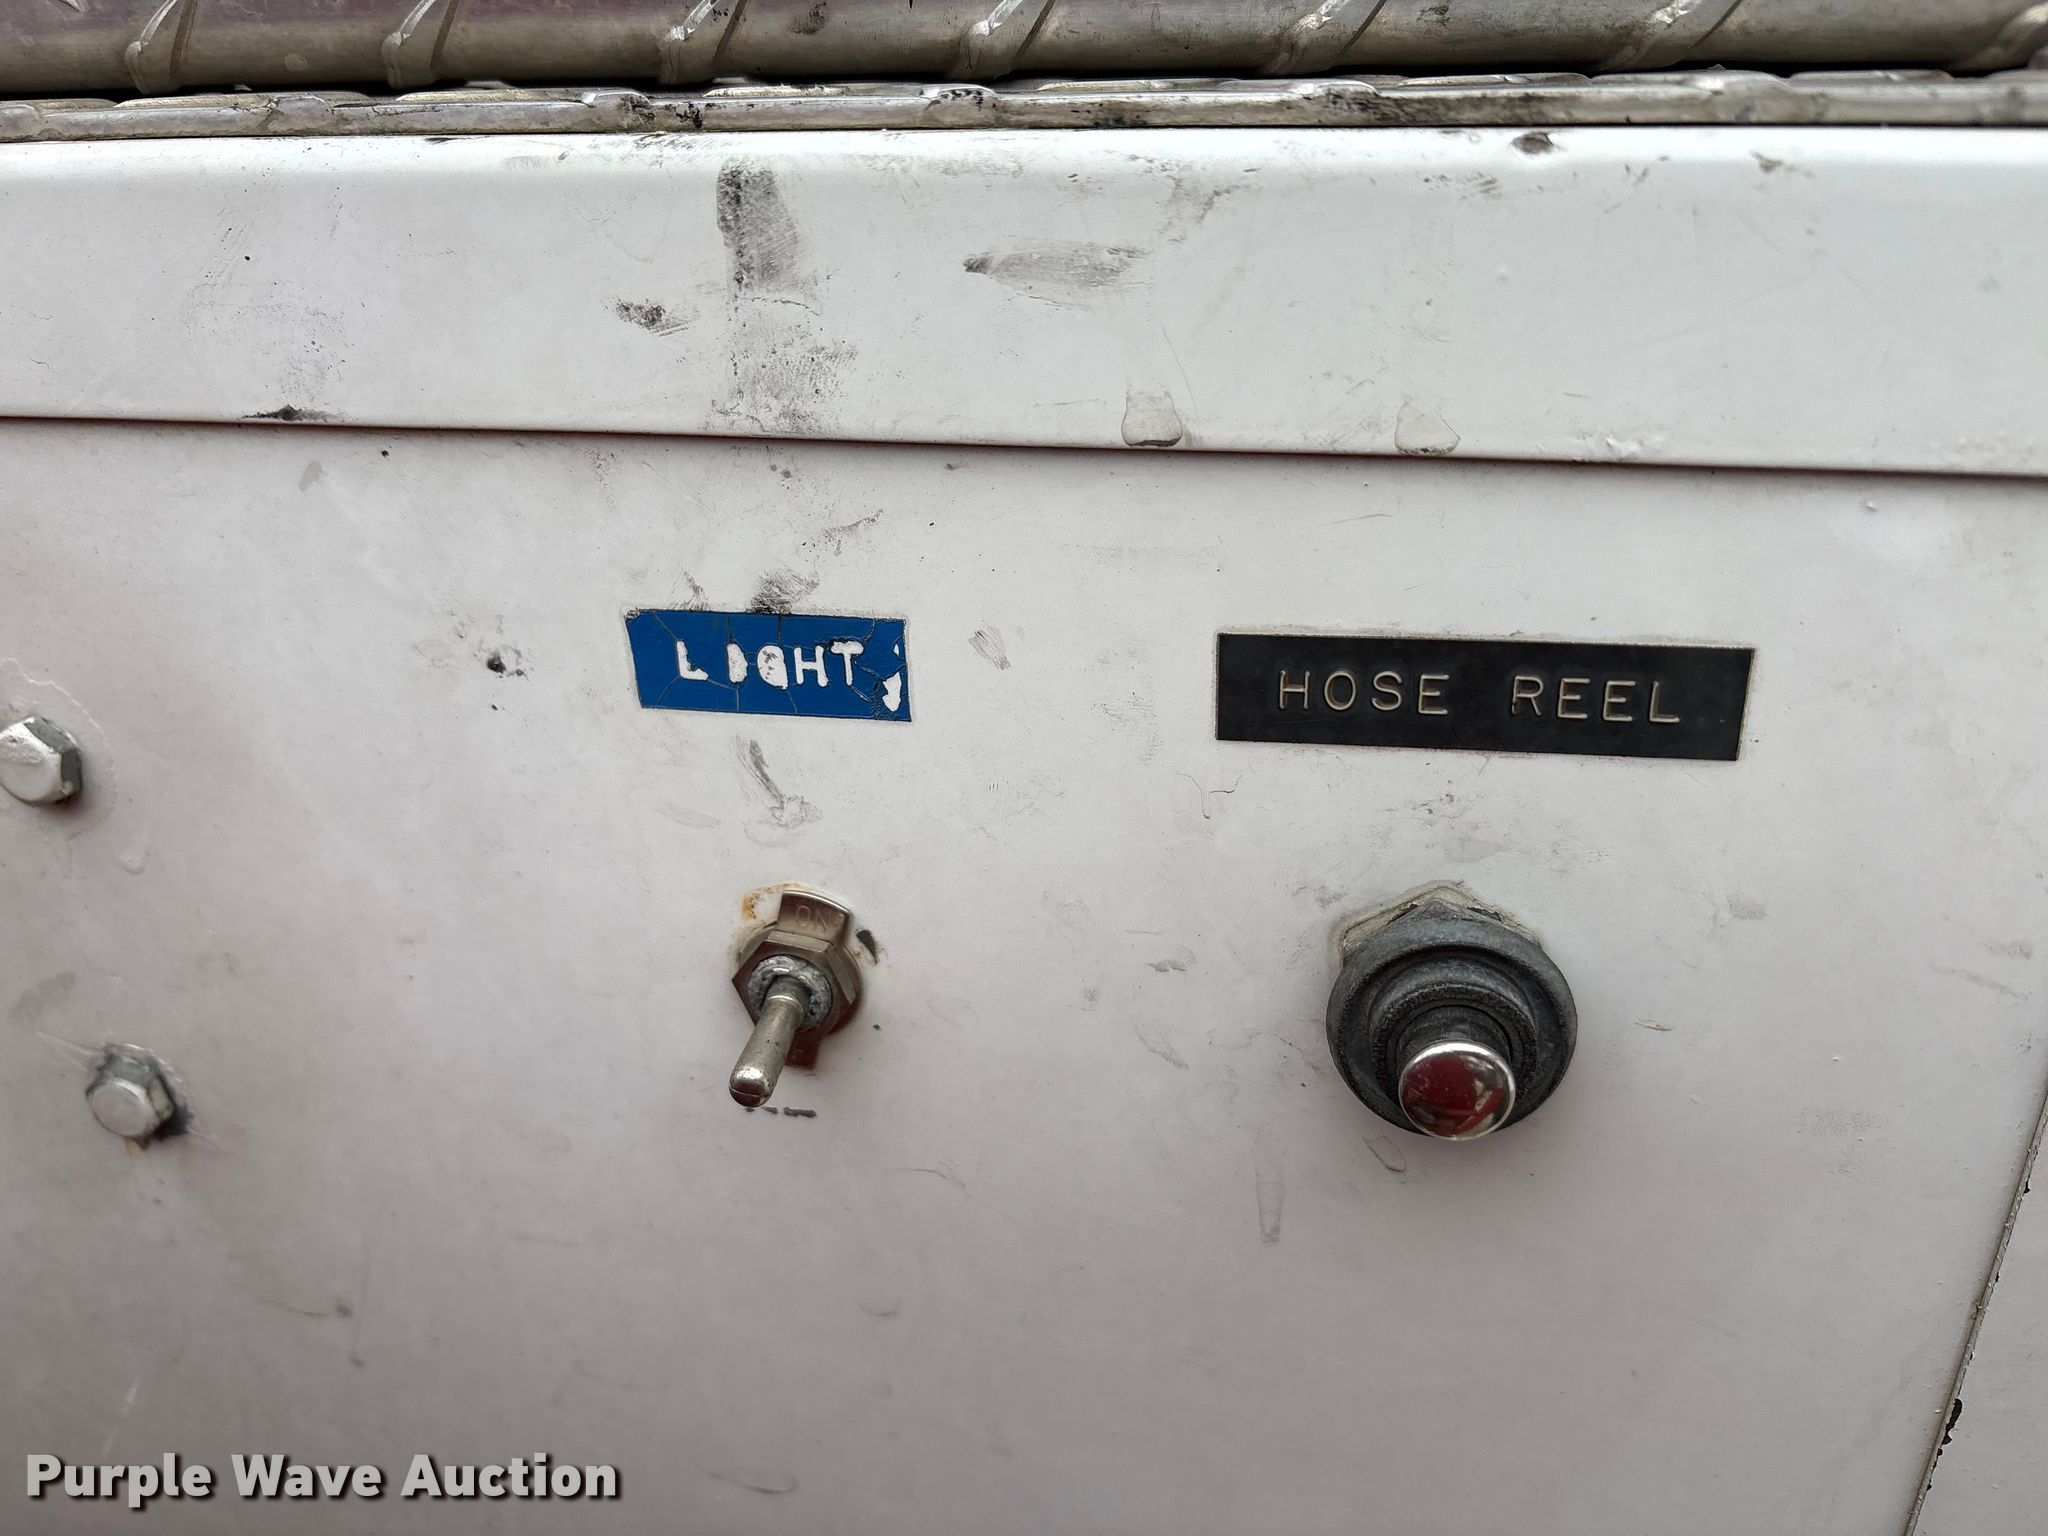 LIGHT
HOSE REEL
ON
Purple Wave Auction